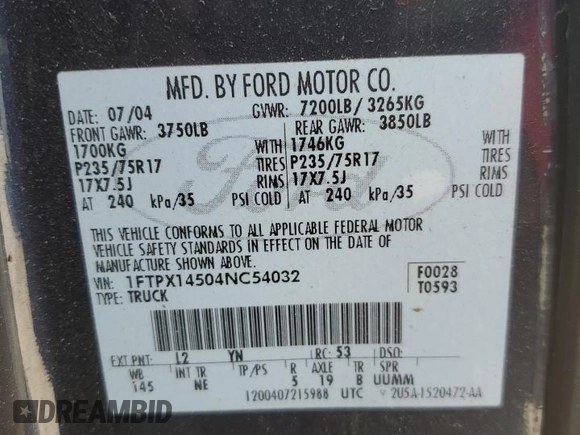 MFD. BY FORD MOTOR CO.
DATE: 07/04 GVWR: 7200LB/ 3265KG
FRONT GAWR: 3750LB REAR GAWR: 3850LB
1700KG WITH 1746KG WITH
P235/75R17 TIRES P235/75R17 TIRES
17X7.5J RIMS 17X7.5J RIMS
AT 240 kPa/35 PSI COLD AT 240 kPa/35 PSI COLD
Ford
THIS VEHICLE CONFORMS TO ALL APPLICABLE FEDERAL MOTOR
VEHICLE SAFETY STANDARDS IN EFFECT ON THE DATE OF
MANUFACTURE SHOWN ABOVE.
VIN: 1FTPX14504NC54032 F0028
TYPE: TRUCK T0593
EXT PNT: L2 YN RC: 53 DSO:
WB INT TR TP/PS R AXLE TR SPR
145 NE 5 19 B UUMM
1200407215988 UTC 2U5A-1520472-AA
DREAMBID